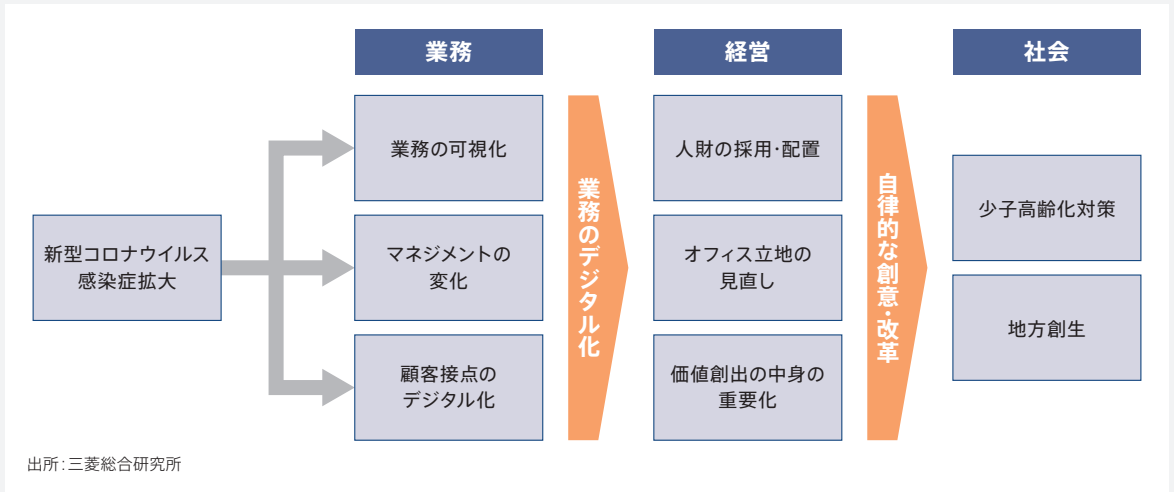 業務
経営
社会
新型コロナウイルス
感染症拡大
業務の可視化
マネジメントの
変化
顧客接点の
デジタル化
業務のデジタル化
人財の採用・配置
オフィス立地の
見直し
価値創出の中身の
重要化
自律的な創意・改革
少子高齢化対策
地方創生
出所:三菱総合研究所